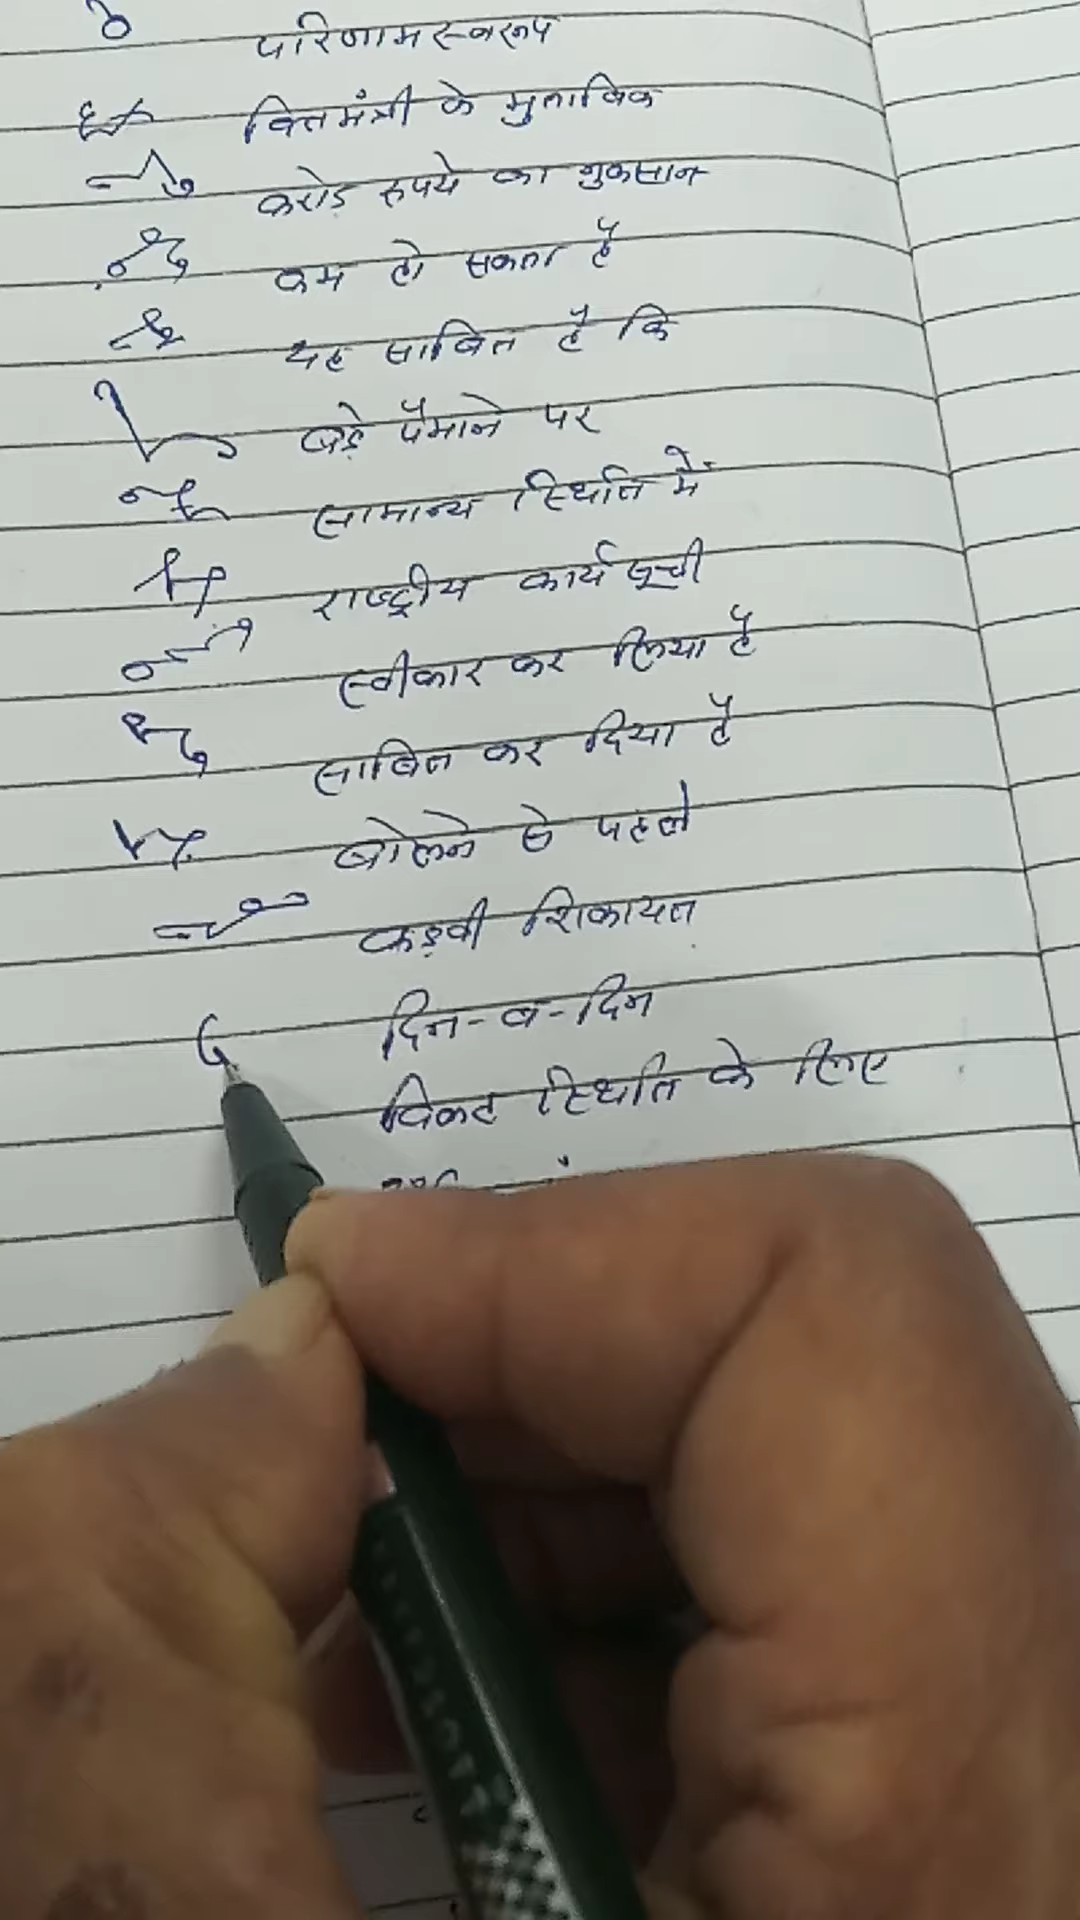 परिणामस्वरूप
वित्तमंत्री के मुताबिक
करोड़ रुपये का नुकसान
कम हो सकता है
यह साबित है कि
बड़े पैमाने पर
सामान्य स्थिति में
राष्ट्रीय कार्य सूची
स्वीकार कर लिया है
साबित कर दिया है
बोलने से पहले
कड़वी शिकायत
दिन-ब-दिन
विकट स्थिति के लिए